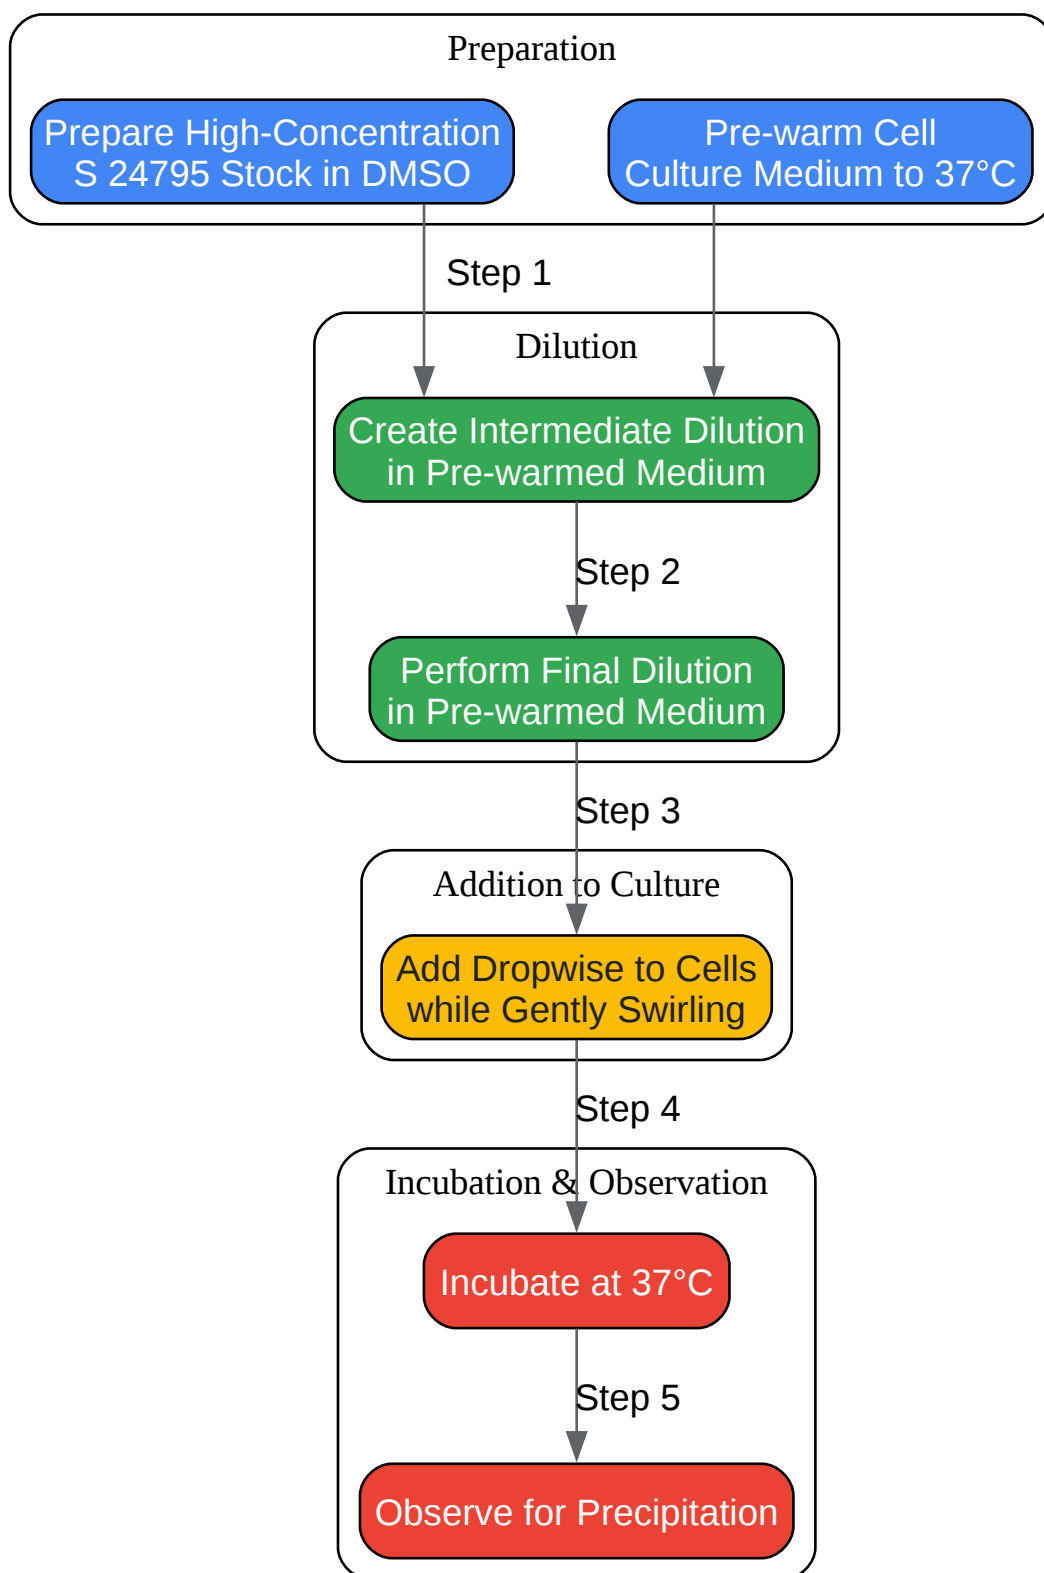 Preparation
Prepare High-Concentration
S 24795 Stock in DMSO
Pre-warm Cell
Culture Medium to 37°C
Step 1
Dilution
Create Intermediate Dilution
in Pre-warmed Medium
Step 2
Perform Final Dilution
in Pre-warmed Medium
Step 3
Addition to Culture
Add Dropwise to Cells
while Gently Swirling
Step 4
Incubation & Observation
Incubate at 37°C
Step 5
Observe for Precipitation